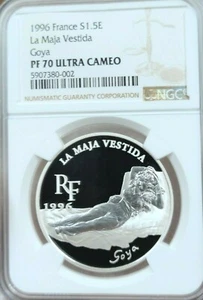 1996 France S1.5E
La Maja Vestida
Goya
PF 70 ULTRA CAMEO
5907380-002
NUMISMATIC GUARANTY CORPORATION
NGC
LA MAJA VESTIDA
RF
1996
Goya